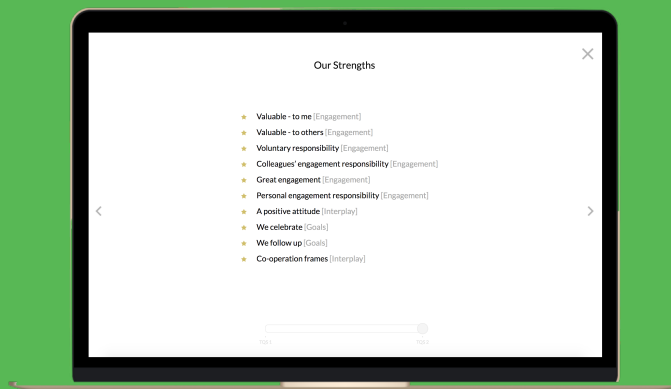 Our Strengths
Valuable - to me [Engagement]
Valuable - to others [Engagement]
Voluntary responsibility [Engagement]
Colleagues' engagement responsibility [Engagement]
Great engagement [Engagement]
Personal engagement responsibility [Engagement]
A positive attitude [Interplay]
We celebrate [Goals]
We follow up [Goals]
Co-operation frames [Interplay]